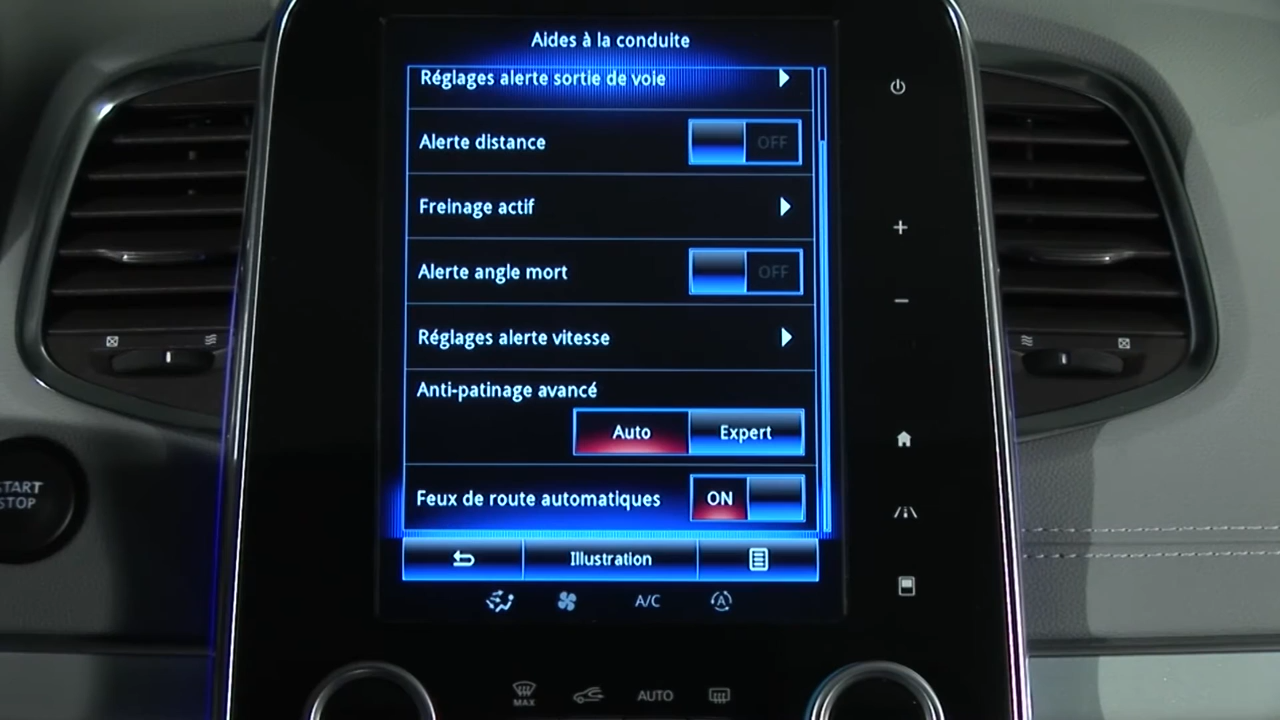 Aides à la conduite
Réglages alerte sortie de voie
Alerte distance OFF
Freinage actif
Alerte angle mort OFF
Réglages alerte vitesse
Anti-patinage avancé
Auto Expert
Feux de route automatiques ON
Illustration
A/C
MAX AUTO
START
STOP